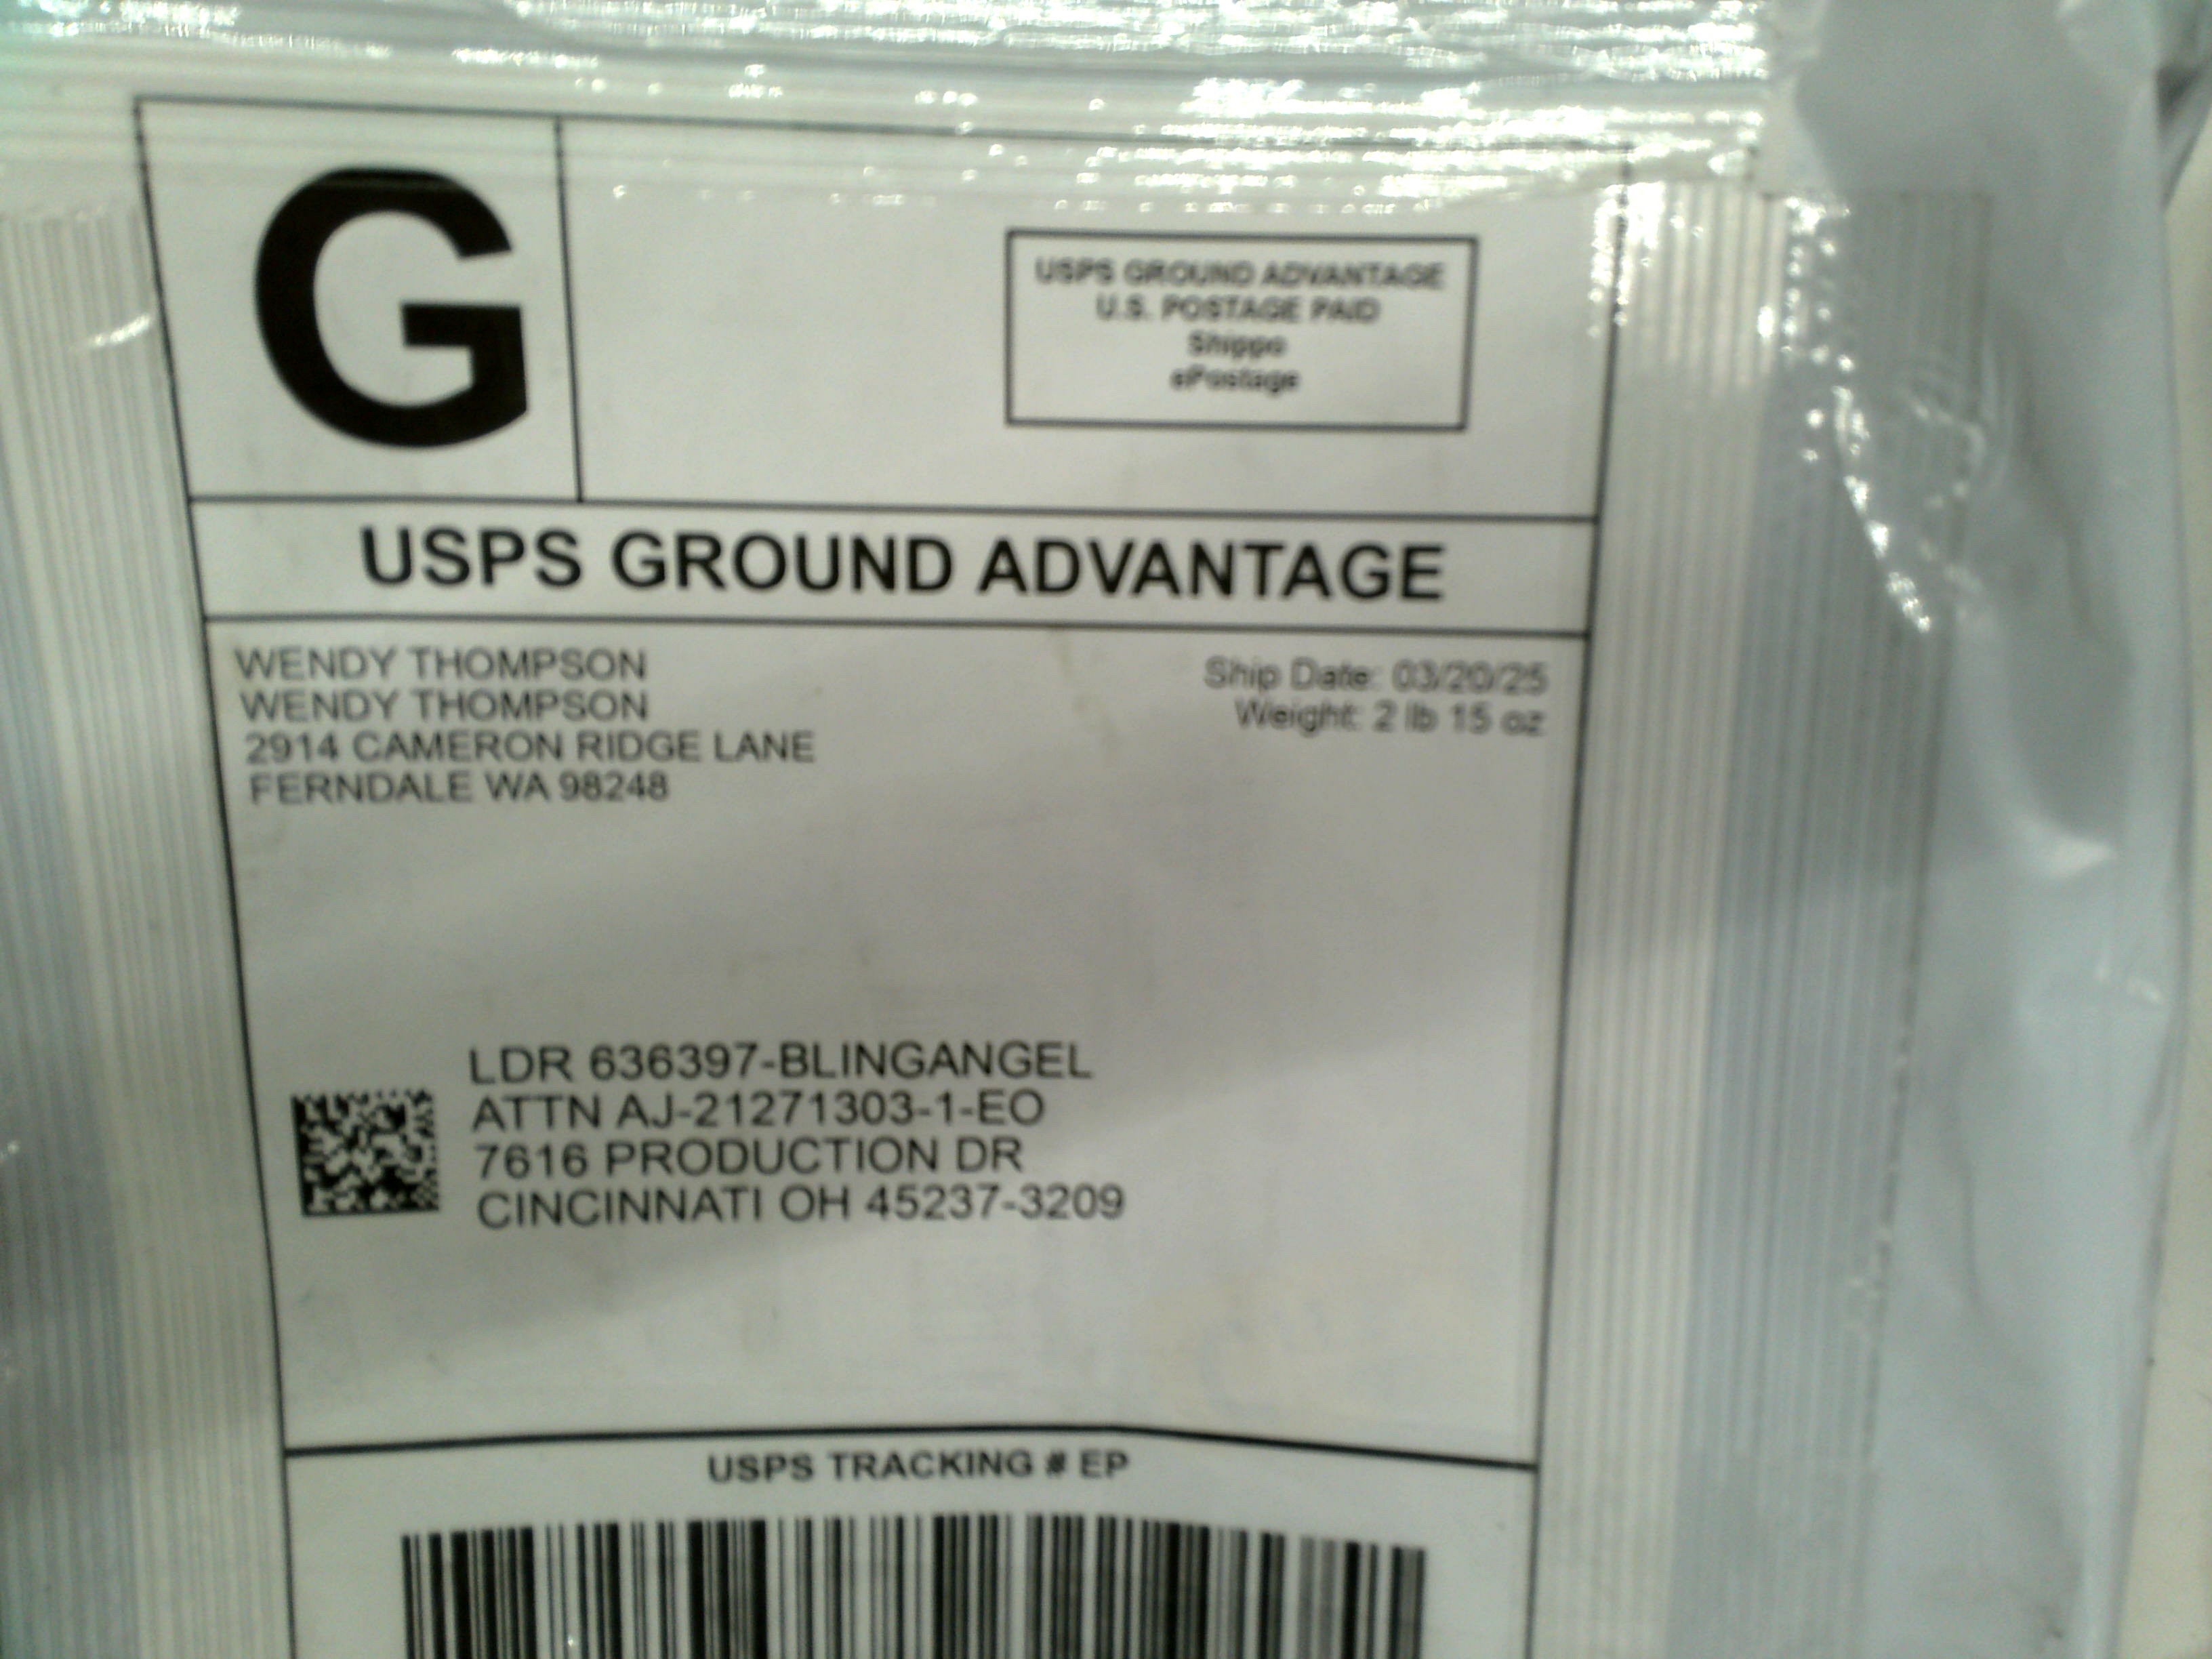 G
USPS GROUND ADVANTAGE
U.S. POSTAGE PAID
Shippo
ePostage
USPS GROUND ADVANTAGE
WENDY THOMPSON
WENDY THOMPSON
2914 CAMERON RIDGE LANE
FERNDALE WA 98248
Ship Date: 03/20/25
Weight: 2 lb 15 oz
LDR 636397-BLINGANGEL
ATTN AJ-21271303-1-EO
7616 PRODUCTION DR
CINCINNATI OH 45237-3209
USPS TRACKING # EP